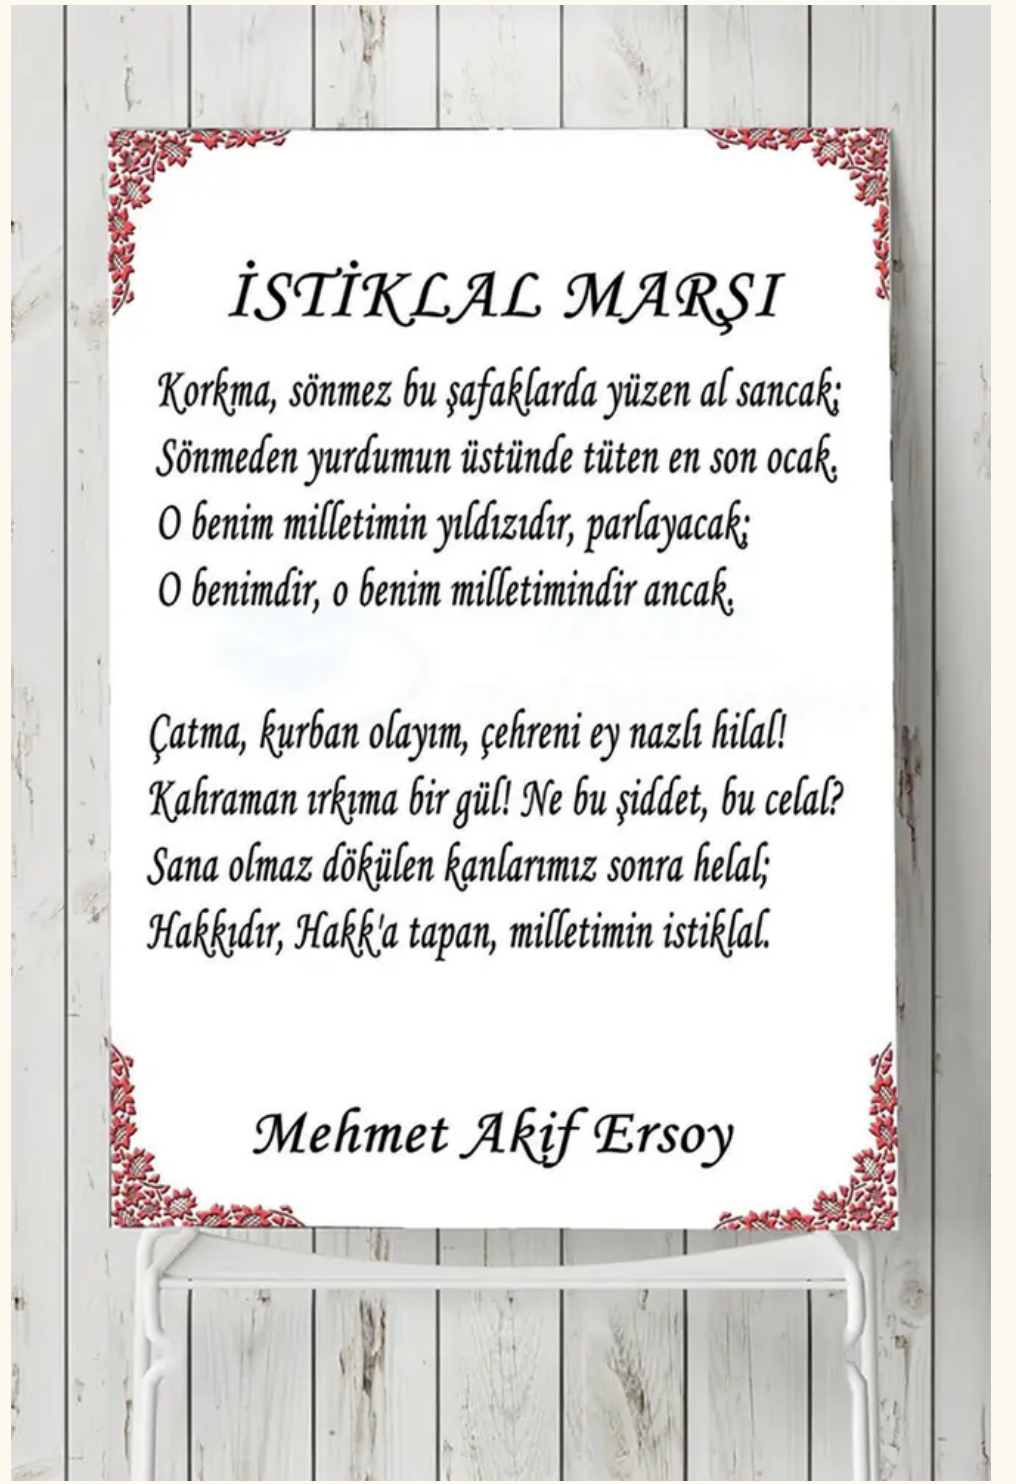 İSTİKLAL MARŞI
Korkma, sönmez bu şafaklarda yüzen al sancak;
Sönmeden yurdumun üstünde tüten en son ocak.
O benim milletimin yıldızıdır, parlayacak;
O benimdir, o benim milletimindir ancak.
Çatma, kurban olayım, çehreni ey nazlı hilal!
Kahraman ırkıma bir gül! Ne bu şiddet, bu celal?
Sana olmaz dökülen kanlarımız sonra helal;
Hakkıdır, Hakk'a tapan, milletimin istiklal.
Mehmet Akif Ersoy